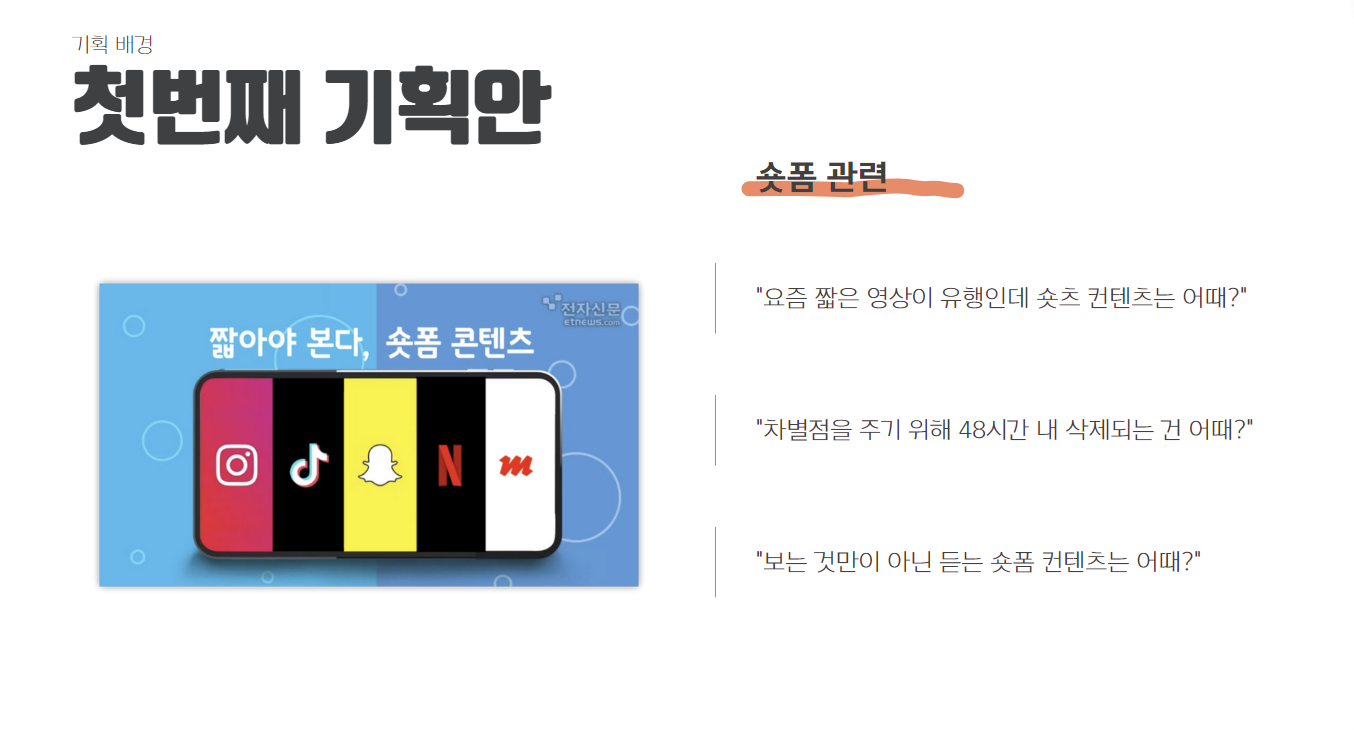 기획 배경
첫번째 기획안
숏폼 관련
전자신문
etnews.com
짧아야 본다, 숏폼 콘텐츠
N
m
"요즘 짧은 영상이 유행인데 숏츠 컨텐츠는 어때?"
"차별점을 주기 위해 48시간 내 삭제되는 건 어때?"
"보는 것만이 아닌 듣는 숏폼 컨텐츠는 어때?"